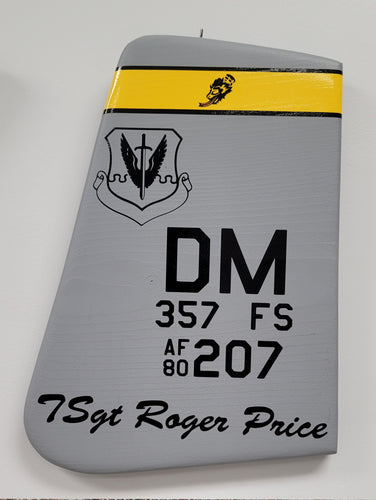 DM
357 FS
AF 80 207
TSgt Roger Price